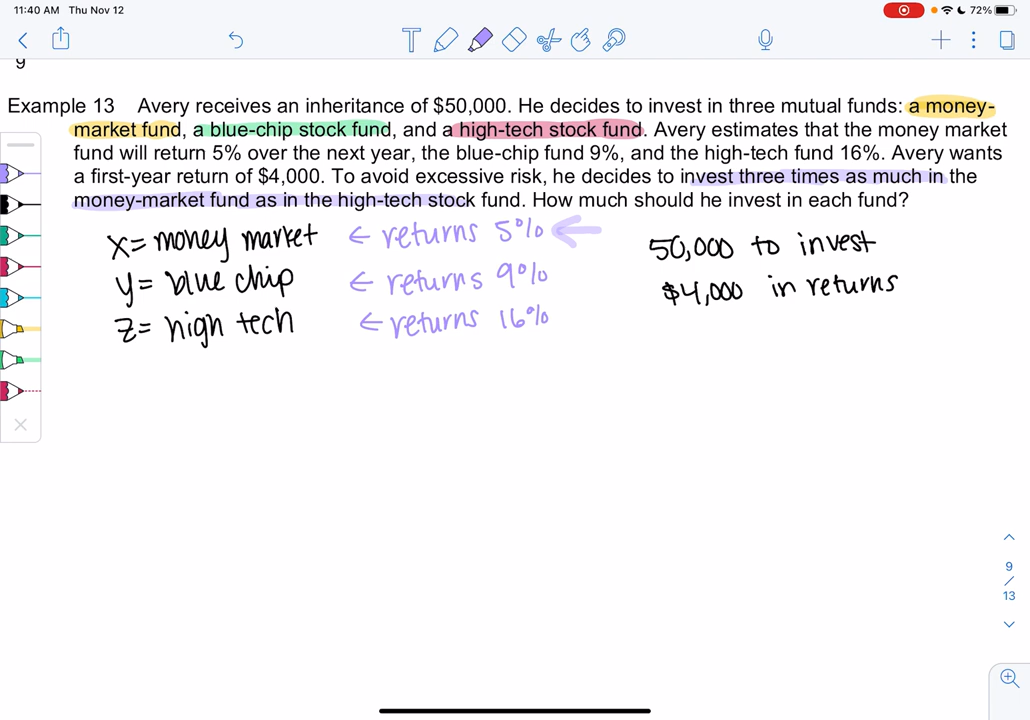 11:40 AM Thu Nov 12
72%
9
Example 13 Avery receives an inheritance of $50,000. He decides to invest in three mutual funds: a money-
market fund, a blue-chip stock fund, and a high-tech stock fund. Avery estimates that the money market
fund will return 5% over the next year, the blue-chip fund 9%, and the high-tech fund 16%. Avery wants
a first-year return of $4,000. To avoid excessive risk, he decides to invest three times as much in the
money-market fund as in the high-tech stock fund. How much should he invest in each fund?
x = money market ← returns 5%
50,000 to invest
y = blue chip ← returns 9%
$4,000 in returns
z = high tech ← returns 16%
9
/
13